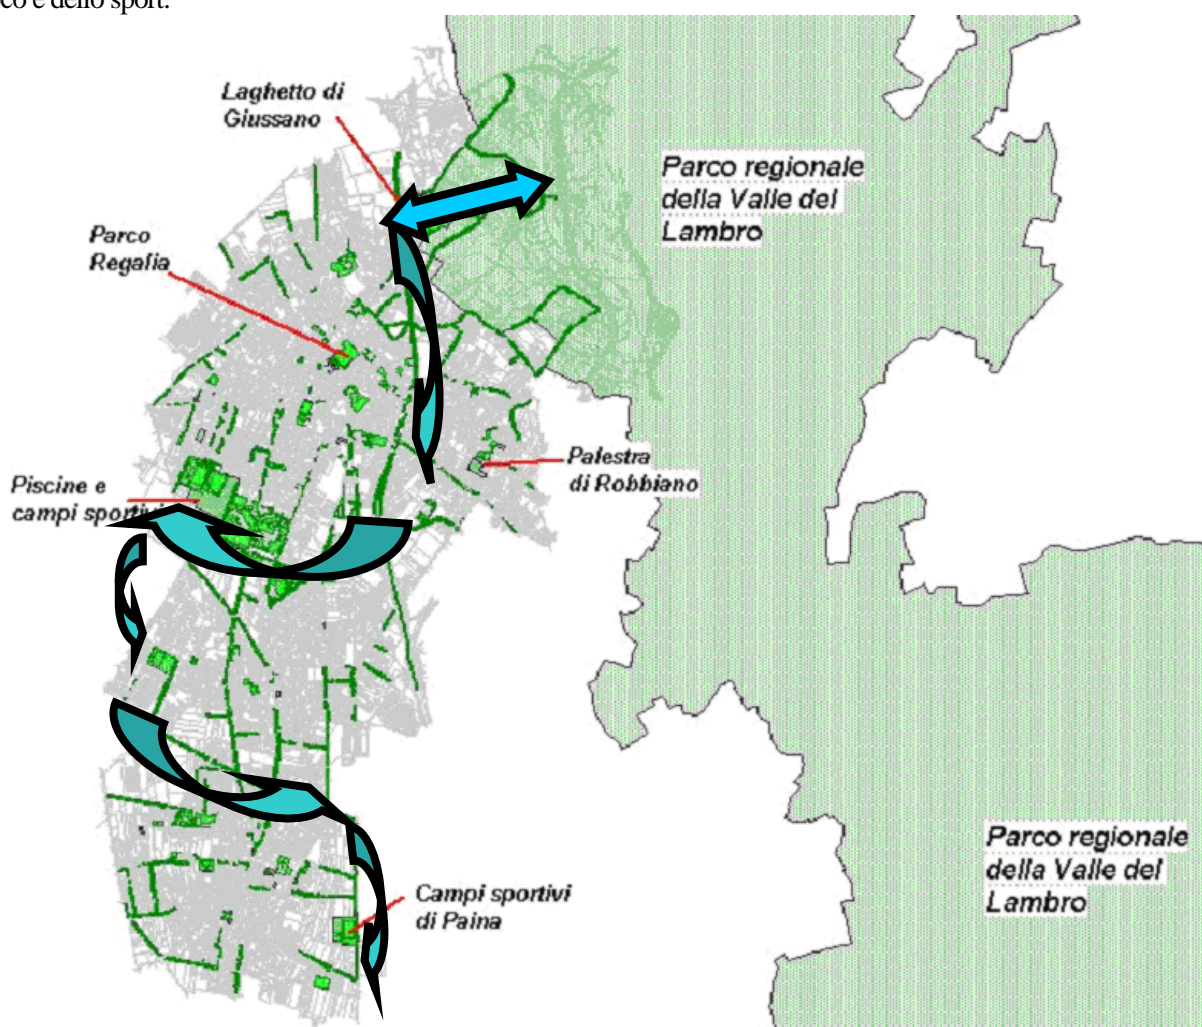 co e dello sport.
Laghetto di
Giussano
Parco regionale
della Valle del
Lambro
Parco
Regalia
Palestra
di Robbiano
Piscine e
campi sportivi
Parco regionale
della Valle del
Lambro
Campi sportivi
di Paina